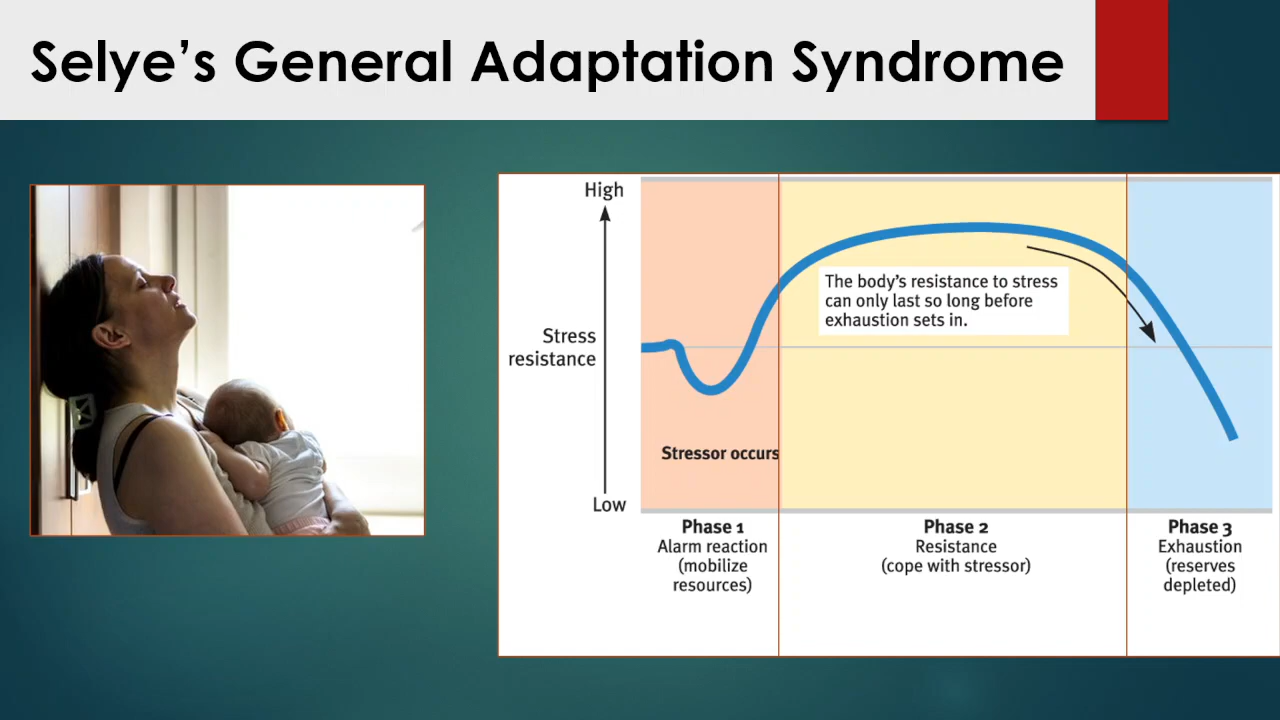 Selye’s General Adaptation Syndrome
High
Stress
resistance
Low
The body’s resistance to stress
can only last so long before
exhaustion sets in.
Stressor occurs
Phase 1
Alarm reaction
(mobilize
resources)
Phase 2
Resistance
(cope with stressor)
Phase 3
Exhaustion
(reserves
depleted)